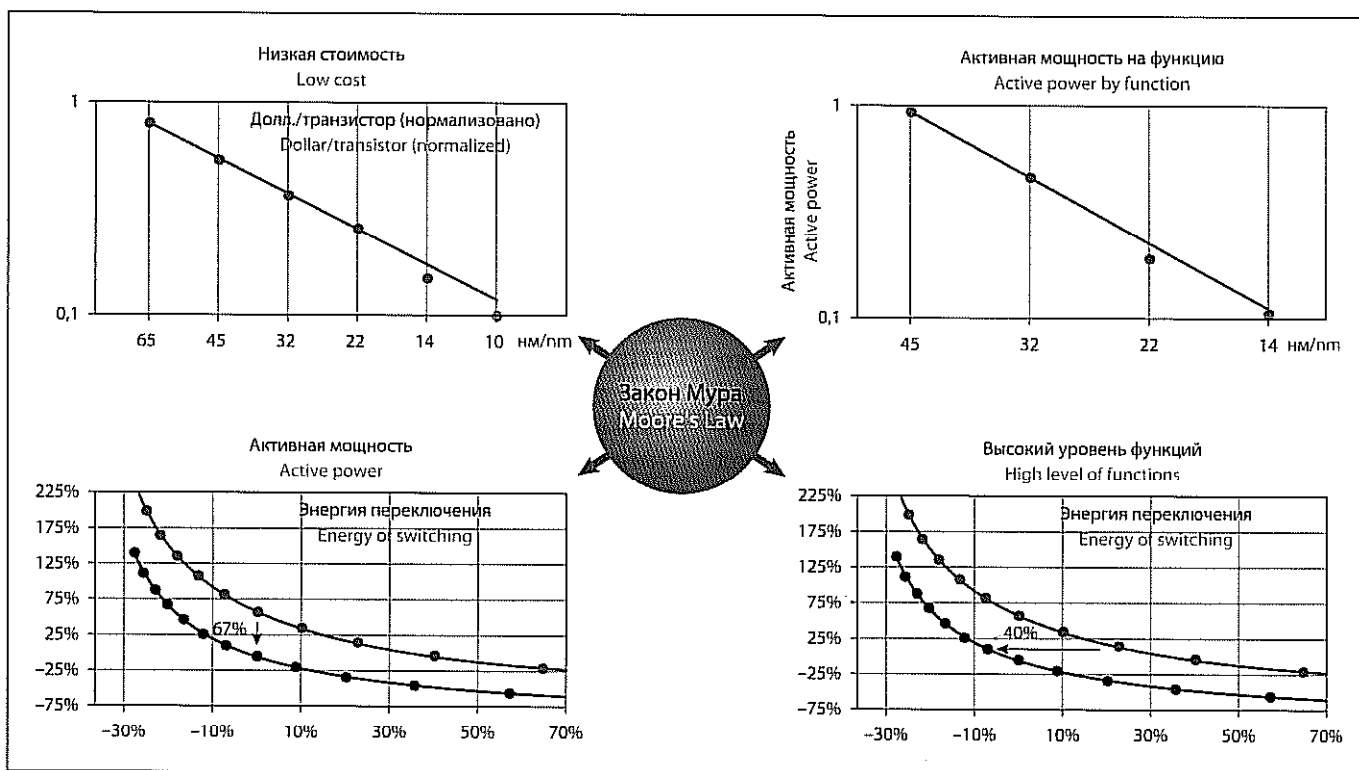 Низкая стоимость
Low cost
1
Долл./транзистор (нормализовано)
Dollar/transistor (normalized)
0,1
65 45 32 22 14 10 нм/nm
Активная мощность на функцию
Active power by function
1
Активная мощность
Active power
0,1
45 32 22 14 нм/nm
Закон Мура
Moore's Law
Активная мощность
Active power
225%
Энергия переключения
175%
Energy of switching
125%
75%
67%
25%
−25%
−75%
−30% −10% 10% 30% 50% 70%
Высокий уровень функций
High level of functions
225%
Энергия переключения
175%
Energy of switching
125%
75%
40%
25%
−25%
−75%
−30% −10% 10% 30% 50% 70%